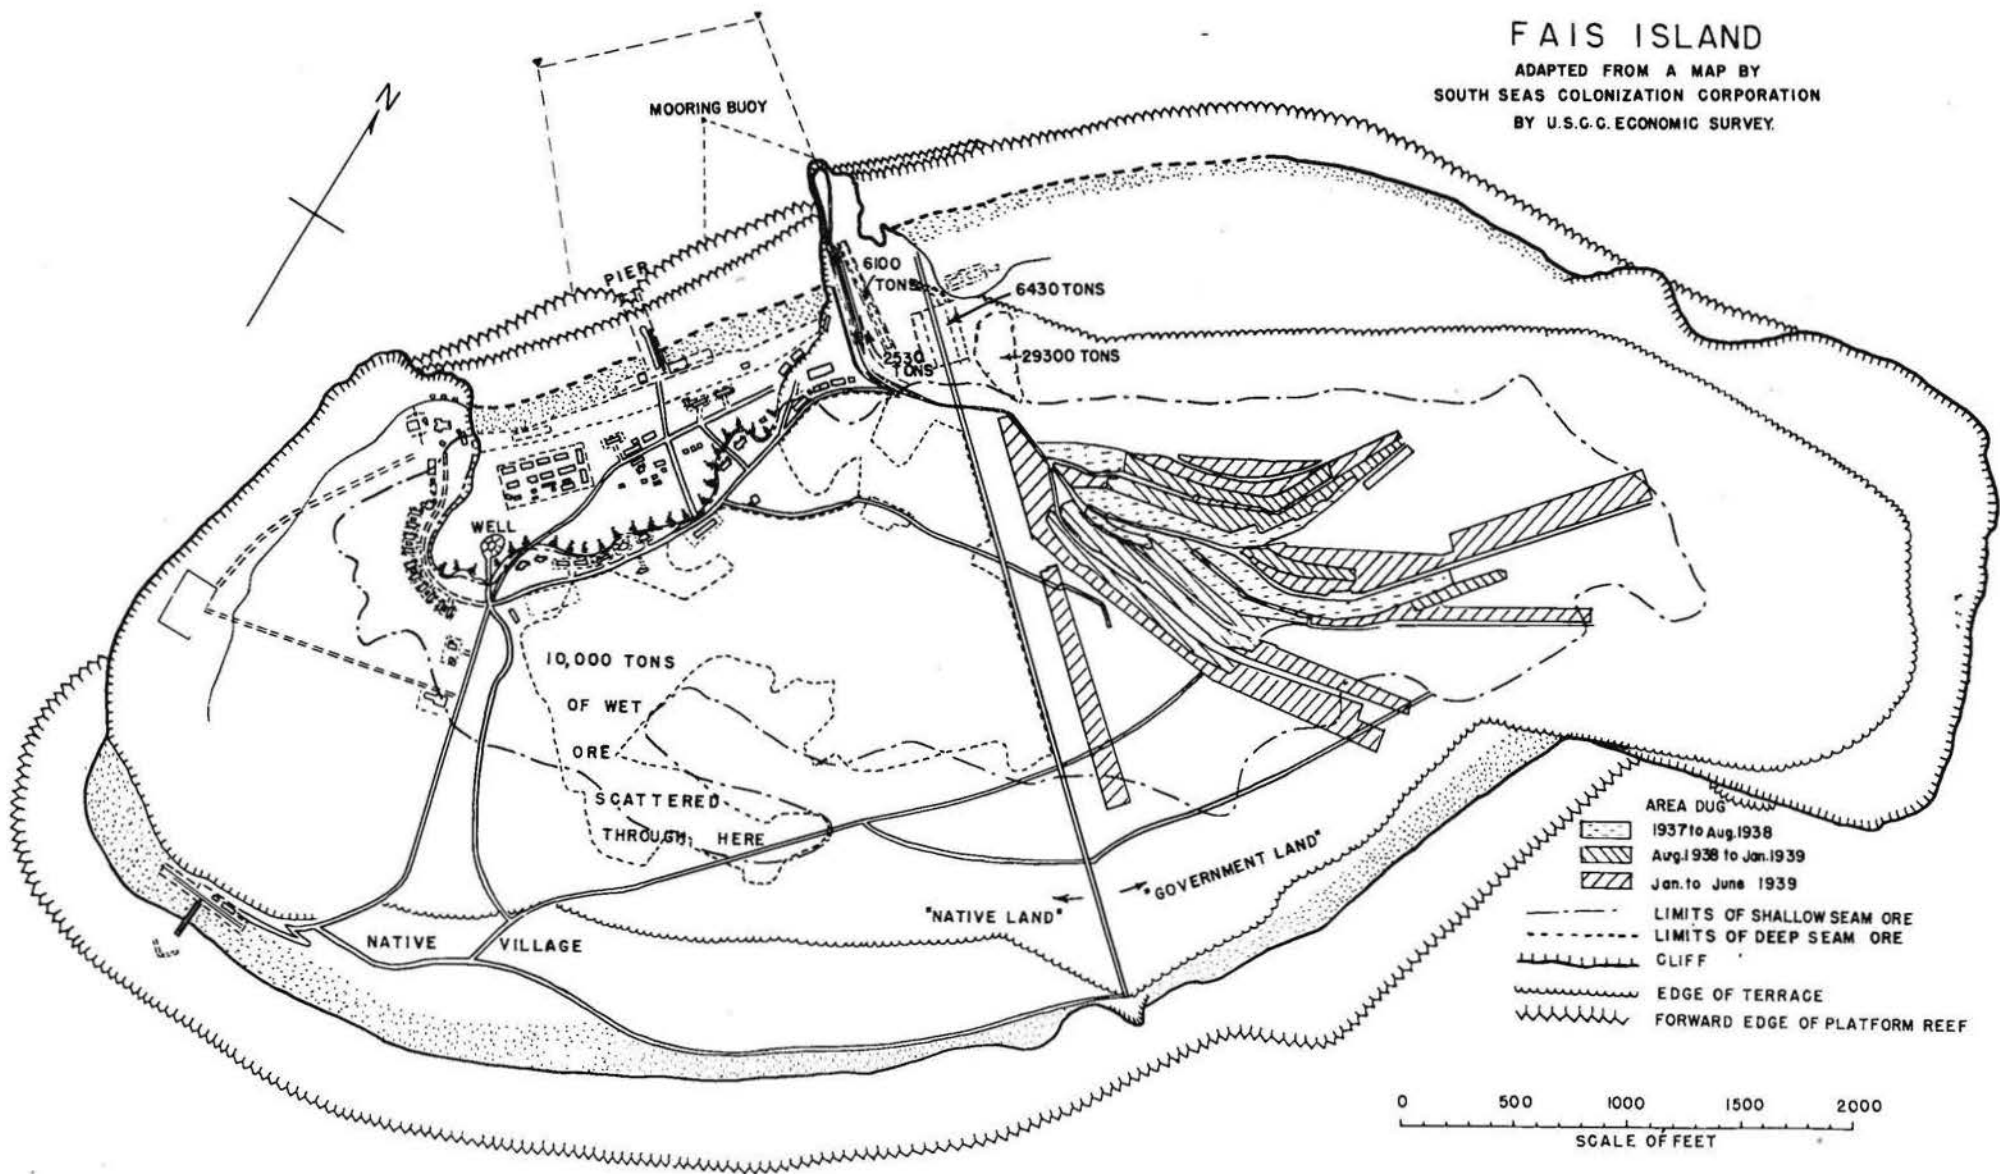 FAIS ISLAND
ADAPTED FROM A MAP BY
SOUTH SEAS COLONIZATION CORPORATION
BY U.S.C.C. ECONOMIC SURVEY.
N
MOORING BUOY
PIER
6100
TONS
6430 TONS
2530
TONS
29300 TONS
WELL
10,000 TONS
OF WET
ORE
SCATTERED
THROUGH HERE
"GOVERNMENT LAND"
"NATIVE LAND"
NATIVE VILLAGE
AREA DUG
1937 to Aug.1938
Aug.1938 to Jan.1939
Jan. to June 1939
LIMITS OF SHALLOW SEAM ORE
LIMITS OF DEEP SEAM ORE
CLIFF
EDGE OF TERRACE
FORWARD EDGE OF PLATFORM REEF
0 500 1000 1500 2000
SCALE OF FEET